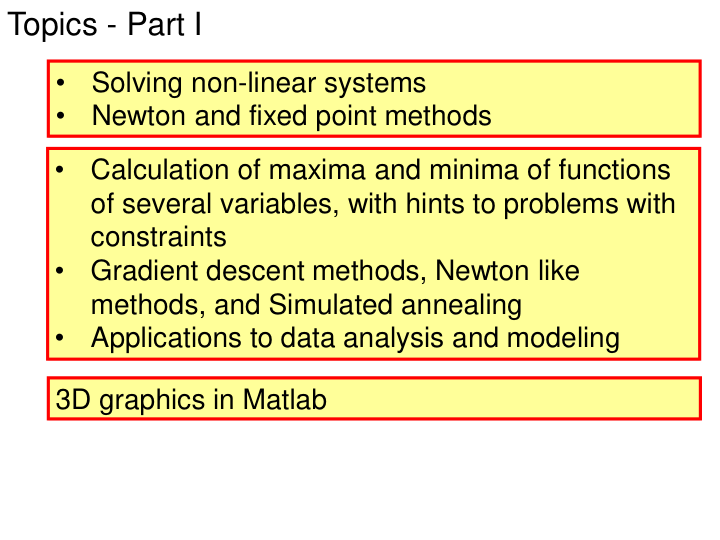 Topics - Part I
• Solving non-linear systems
• Newton and fixed point methods
• Calculation of maxima and minima of functions
of several variables, with hints to problems with
constraints
• Gradient descent methods, Newton like
methods, and Simulated annealing
• Applications to data analysis and modeling
3D graphics in Matlab